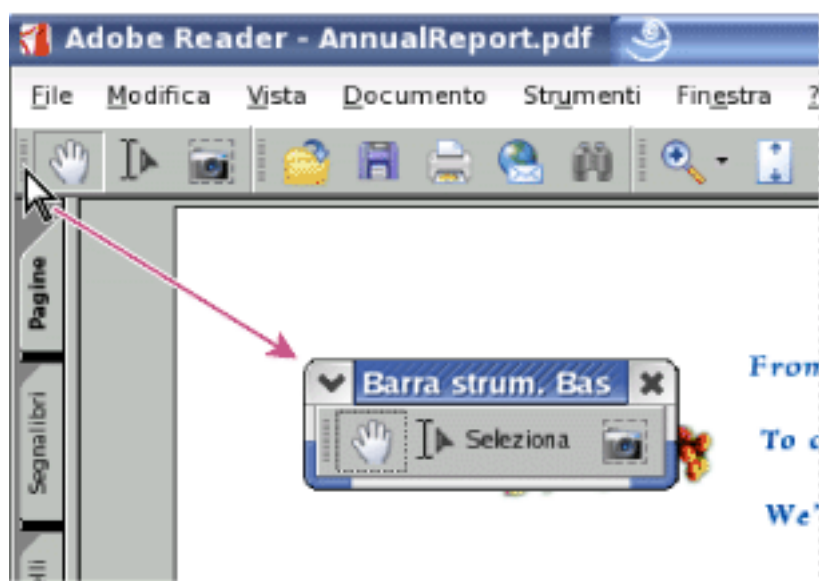 Adobe Reader - AnnualReport.pdf
File Modifica Vista Documento Strumenti Finestra ?
Pagine
Segnalibri
Barra strum. Bas
Seleziona
From
To
We'